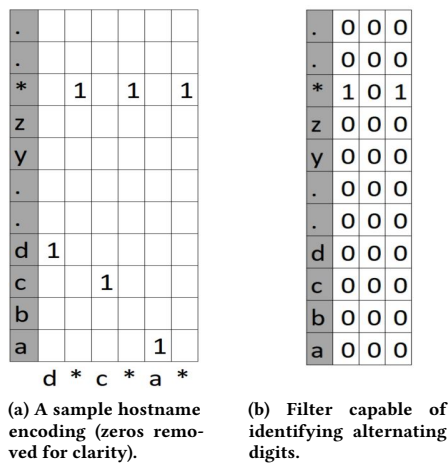 . . 0 0 0
. . 0 0 0
* 1 1 1 * 1 0 1
z z 0 0 0
y y 0 0 0
. . 0 0 0
. . 0 0 0
d 1 d 0 0 0
c 1 c 0 0 0
b b 0 0 0
a 1 a 0 0 0
d * c * a *
(a) A sample hostname
encoding (zeros remo-
ved for clarity).
(b) Filter capable of
identifying alternating
digits.